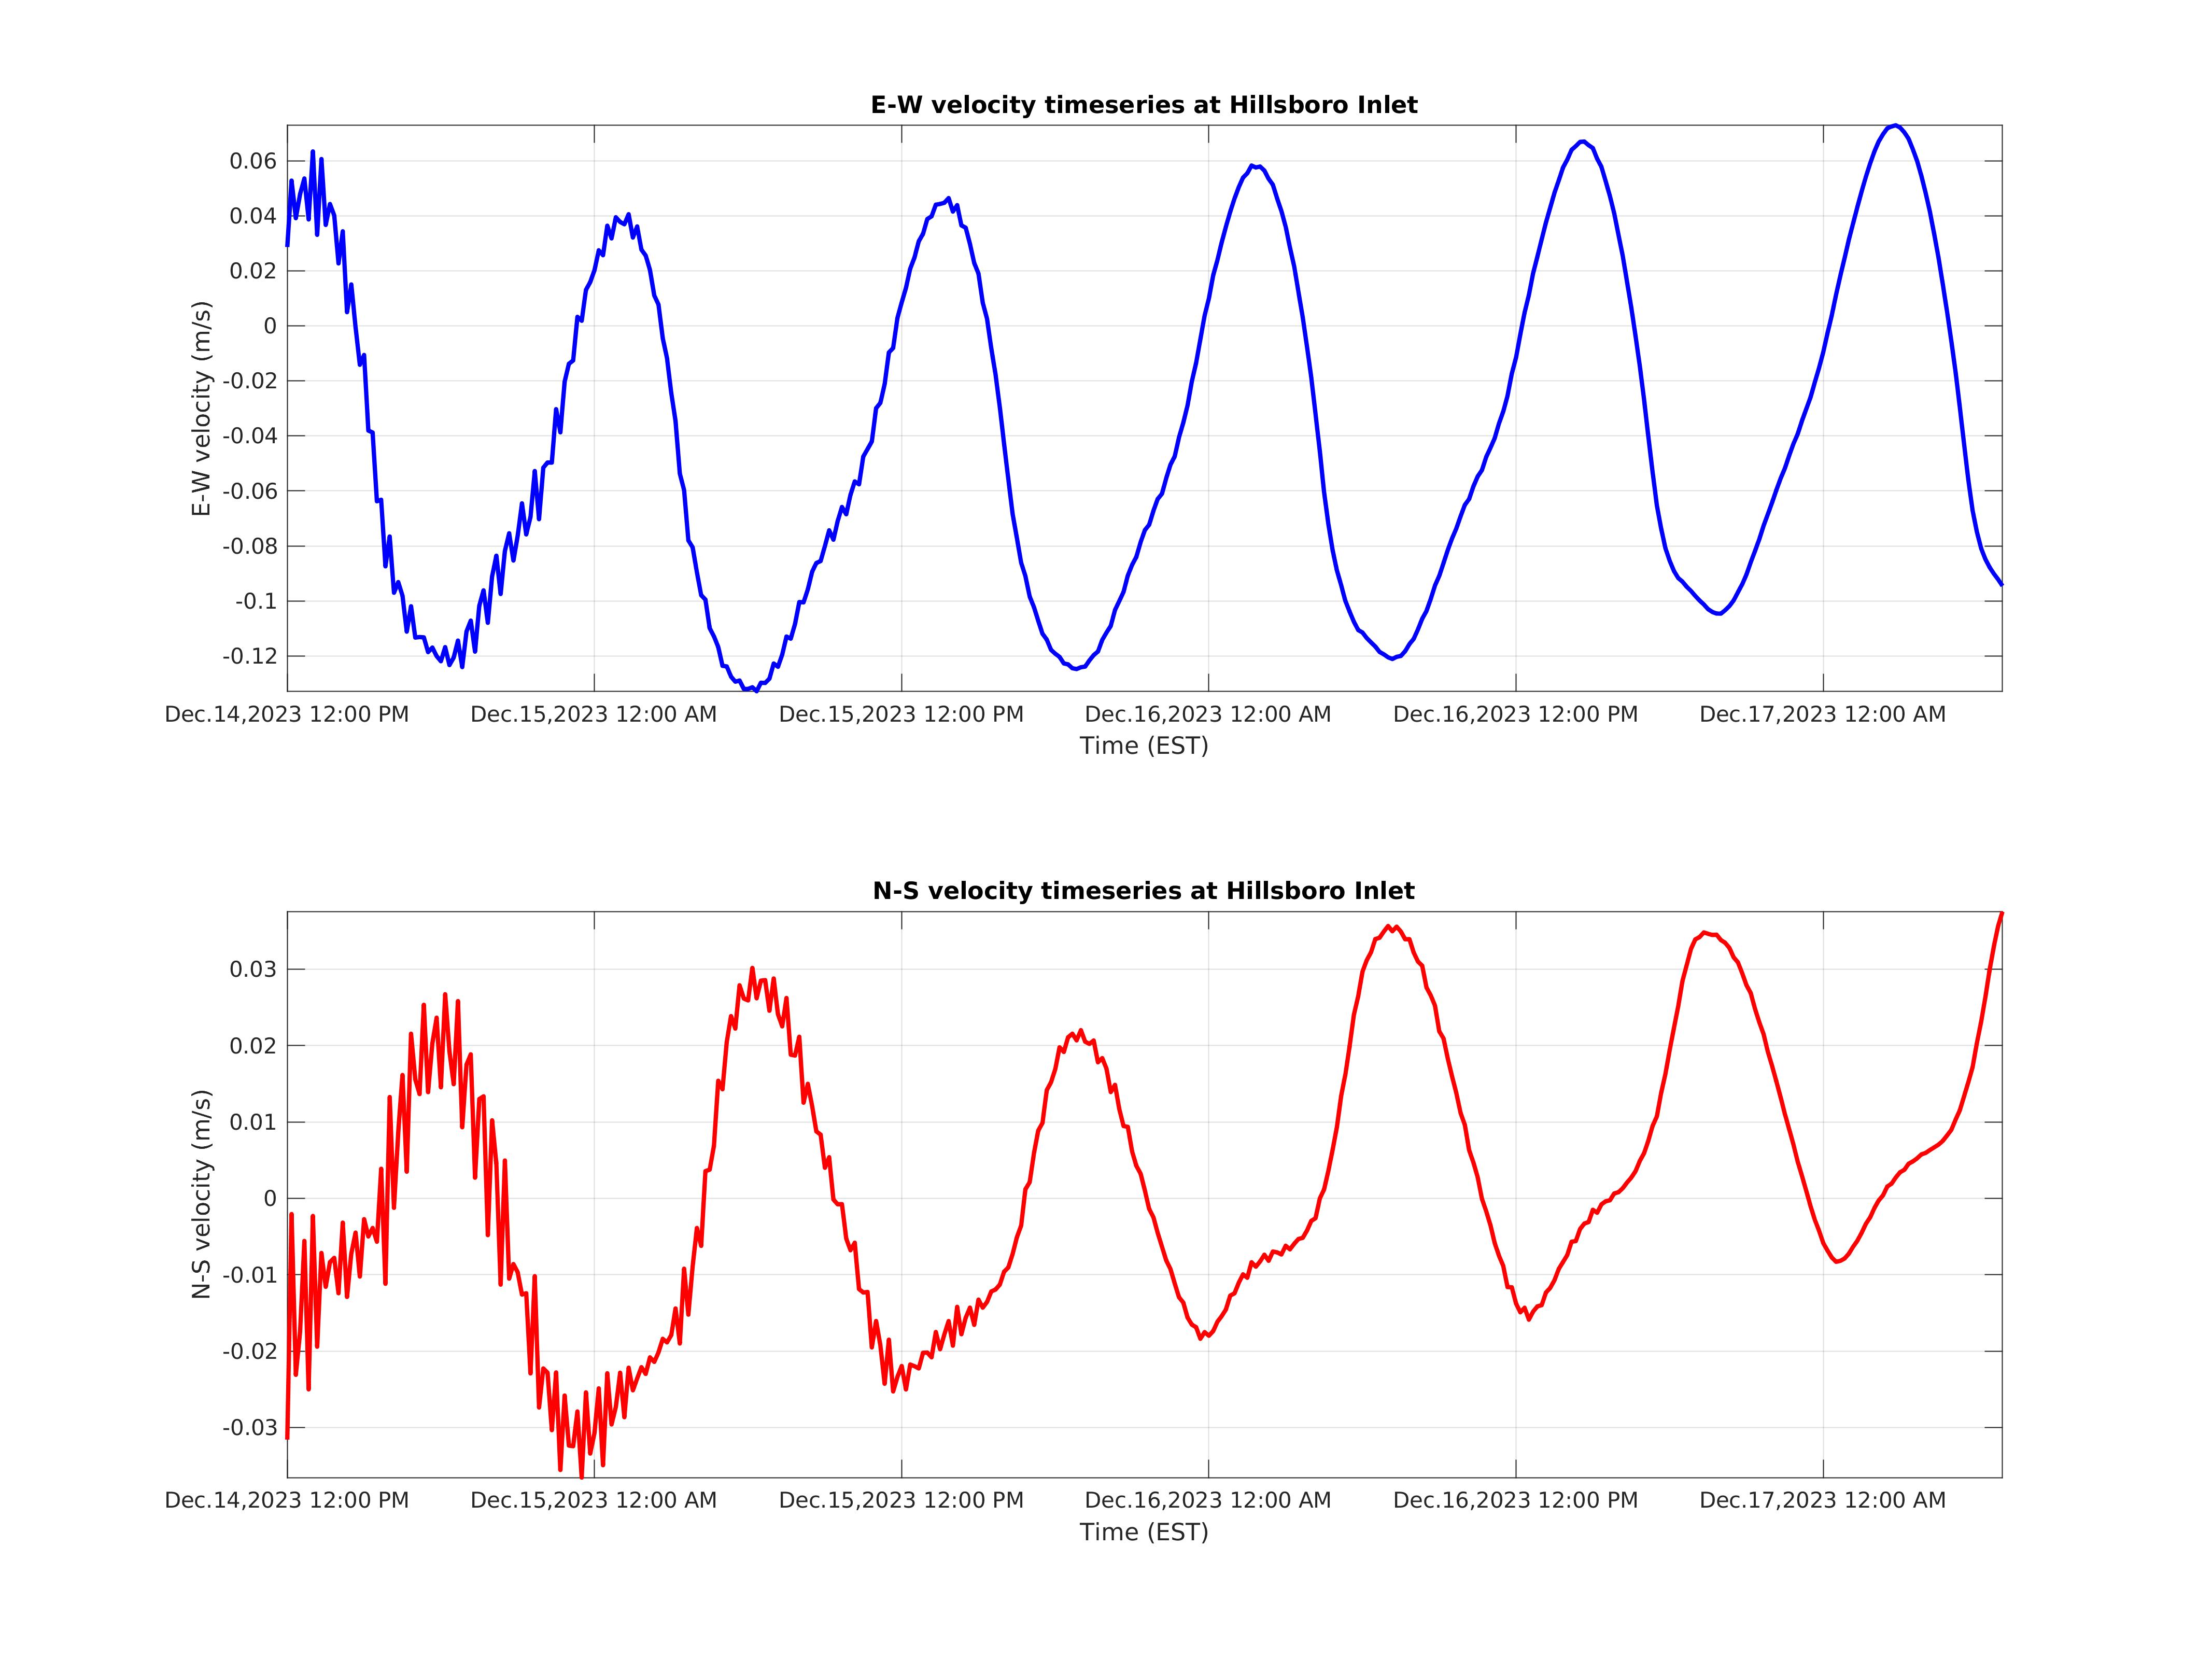 E-W velocity timeseries at Hillsboro Inlet
E-W velocity (m/s)
0.06
0.04
0.02
0
-0.02
-0.04
-0.06
-0.08
-0.1
-0.12
Dec.14,2023 12:00 PM Dec.15,2023 12:00 AM Dec.15,2023 12:00 PM Dec.16,2023 12:00 AM Dec.16,2023 12:00 PM Dec.17,2023 12:00 AM
Time (EST)
N-S velocity timeseries at Hillsboro Inlet
N-S velocity (m/s)
0.03
0.02
0.01
0
-0.01
-0.02
-0.03
Dec.14,2023 12:00 PM Dec.15,2023 12:00 AM Dec.15,2023 12:00 PM Dec.16,2023 12:00 AM Dec.16,2023 12:00 PM Dec.17,2023 12:00 AM
Time (EST)